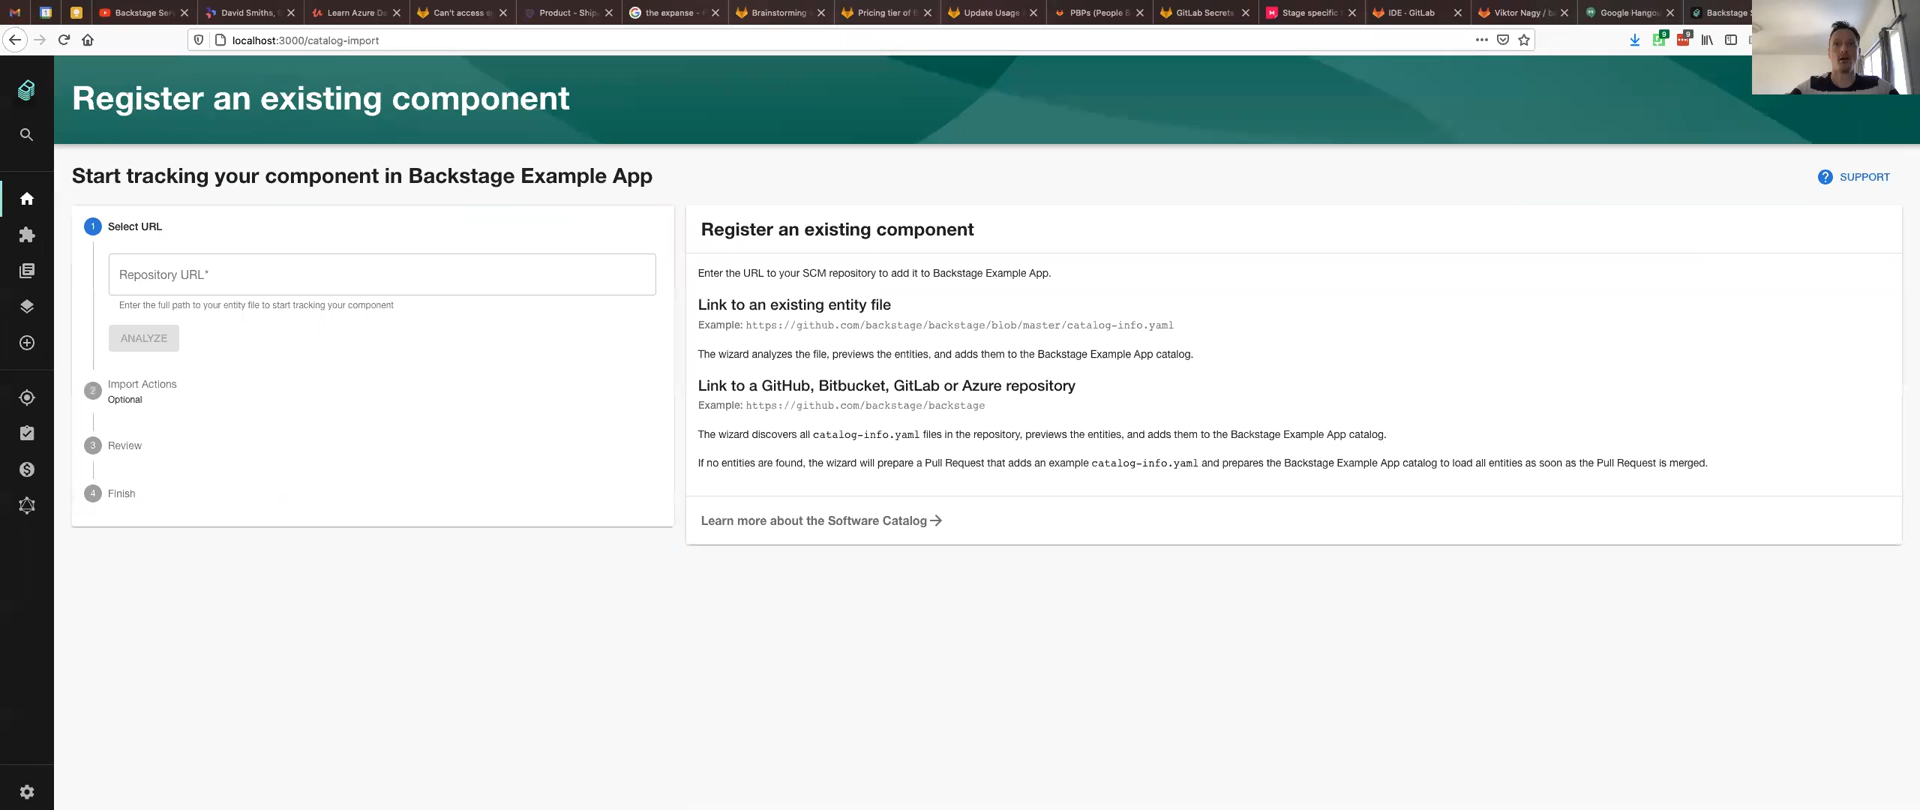 Backstage Ser
David Smiths,
Learn Azure De
Can't access e
Product - Ship
the expanse -
Brainstorming
Pricing tier of
Update Usage
PBPs (People B
GitLab Secrets
Stage specific
IDE · GitLab
Viktor Nagy / b
Google Hangou
Backstage S
localhost:3000/catalog-import
9
9
Register an existing component
Start tracking your component in Backstage Example App
SUPPORT
1 Select URL
Repository URL*
Enter the full path to your entity file to start tracking your component
ANALYZE
2 Import Actions
Optional
3 Review
4 Finish
Register an existing component
Enter the URL to your SCM repository to add it to Backstage Example App.
Link to an existing entity file
Example: https://github.com/backstage/backstage/blob/master/catalog-info.yaml
The wizard analyzes the file, previews the entities, and adds them to the Backstage Example App catalog.
Link to a GitHub, Bitbucket, GitLab or Azure repository
Example: https://github.com/backstage/backstage
The wizard discovers all catalog-info.yaml files in the repository, previews the entities, and adds them to the Backstage Example App catalog.
If no entities are found, the wizard will prepare a Pull Request that adds an example catalog-info.yaml and prepares the Backstage Example App catalog to load all entities as soon as the Pull Request is merged.
Learn more about the Software Catalog